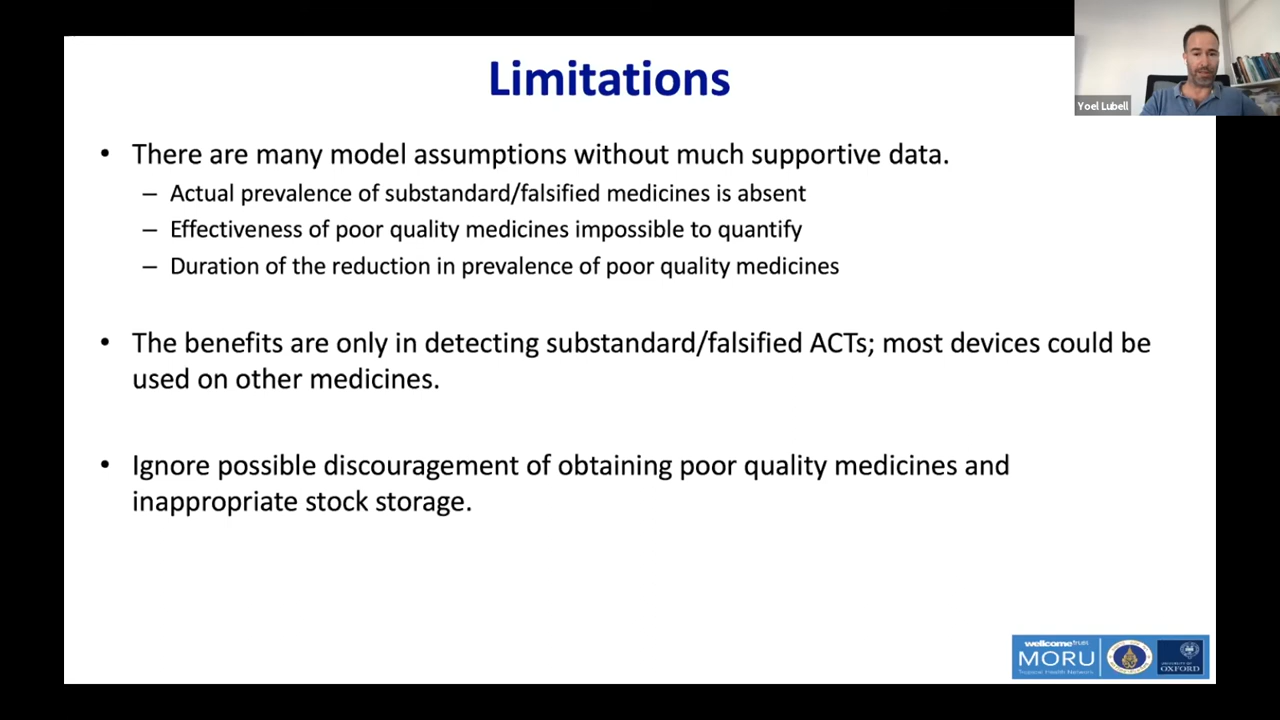 Limitations
Yoel Lubell
• There are many model assumptions without much supportive data.
– Actual prevalence of substandard/falsified medicines is absent
– Effectiveness of poor quality medicines impossible to quantify
– Duration of the reduction in prevalence of poor quality medicines
• The benefits are only in detecting substandard/falsified ACTs; most devices could be
used on other medicines.
• Ignore possible discouragement of obtaining poor quality medicines and
inappropriate stock storage.
wellcome trust
MORU
Tropical Health Network
UNIVERSITY OF
OXFORD